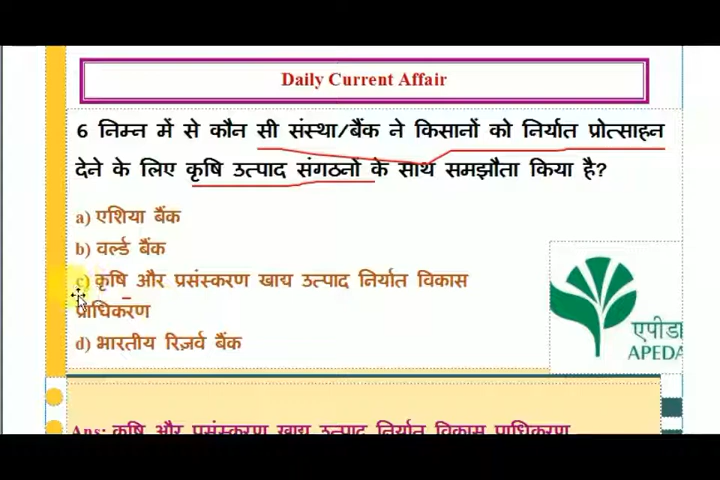 Daily Current Affair
6 निम्न में से कौन सी संस्था/बैंक ने किसानों को निर्यात प्रोत्साहन
देने के लिए कृषि उत्पाद संगठनों के साथ समझौता किया है?
a) एशिया बैंक
b) वर्ल्ड बैंक
c) कृषि और प्रसंस्करण खाद्य उत्पाद निर्यात विकास
प्राधिकरण
d) भारतीय रिज़र्व बैंक
एपीडा
APEDA
Ans: कृषि और प्रसंस्करण खाद्य उत्पाद निर्यात विकास प्राधिकरण